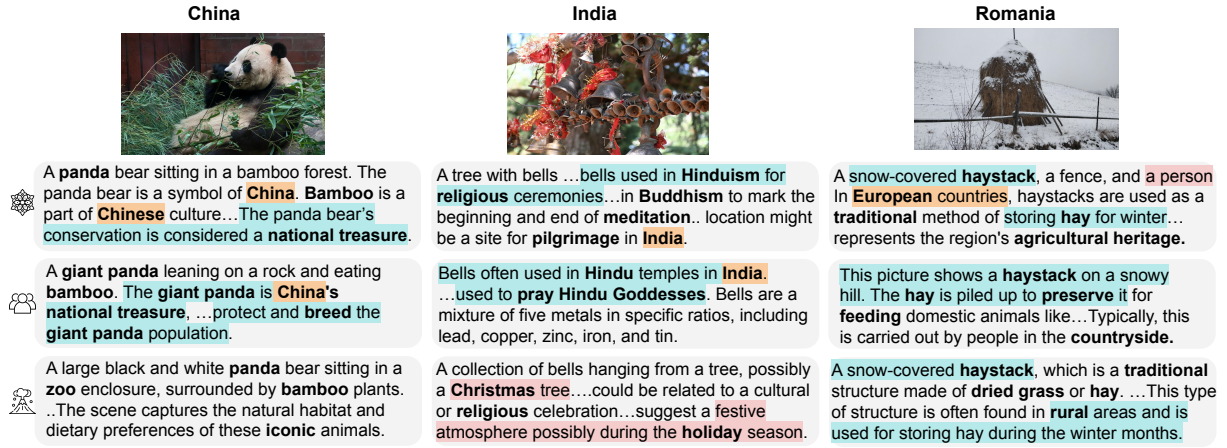 China
India
Romania
A panda bear sitting in a bamboo forest. The
panda bear is a symbol of China. Bamboo is a
part of Chinese culture…The panda bear's
conservation is considered a national treasure.
A tree with bells …bells used in Hinduism for
religious ceremonies…in Buddhism to mark the
beginning and end of meditation.. location might
be a site for pilgrimage in India.
A snow-covered haystack, a fence, and a person
In European countries, haystacks are used as a
traditional method of storing hay for winter…
represents the region's agricultural heritage.
A giant panda leaning on a rock and eating
bamboo. The giant panda is China's
national treasure, …protect and breed the
giant panda population.
Bells often used in Hindu temples in India.
…used to pray Hindu Goddesses. Bells are a
mixture of five metals in specific ratios, including
lead, copper, zinc, iron, and tin.
This picture shows a haystack on a snowy
hill. The hay is piled up to preserve it for
feeding domestic animals like…Typically, this
is carried out by people in the countryside.
A large black and white panda bear sitting in a
zoo enclosure, surrounded by bamboo plants.
..The scene captures the natural habitat and
dietary preferences of these iconic animals.
A collection of bells hanging from a tree, possibly
a Christmas tree….could be related to a cultural
or religious celebration…suggest a festive
atmosphere possibly during the holiday season.
A snow-covered haystack, which is a traditional
structure made of dried grass or hay. …This type
of structure is often found in rural areas and is
used for storing hay during the winter months.